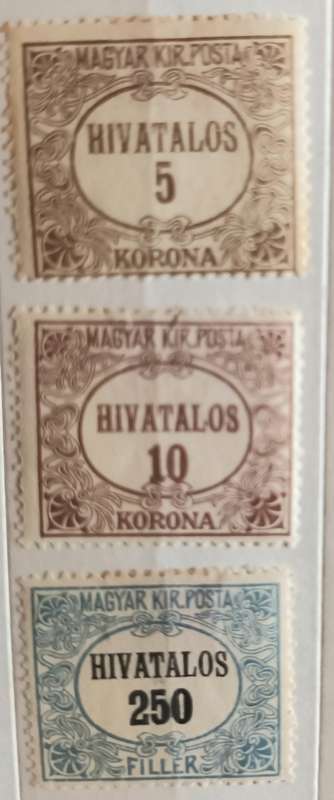 MAGYAR KIR. POSTA
HIVATALOS
5
KORONA
MAGYAR KIR. POSTA
HIVATALOS
10
KORONA
MAGYAR KIR. POSTA
HIVATALOS
250
FILLÉR